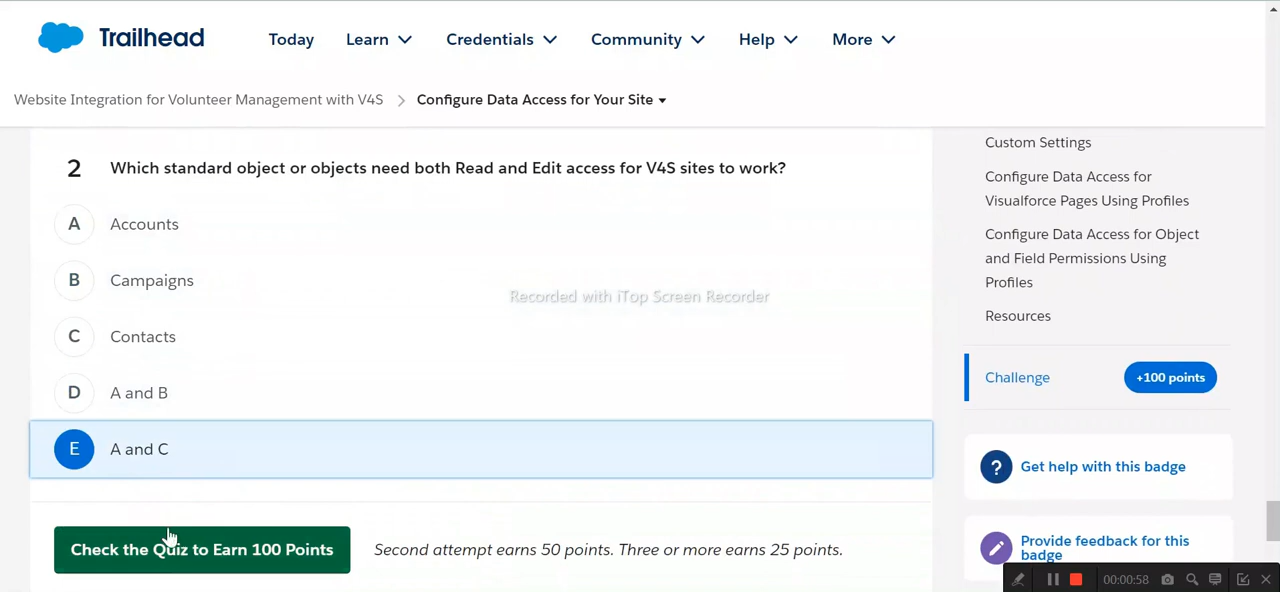 Trailhead
Today Learn Credentials Community Help More
Website Integration for Volunteer Management with V4S Configure Data Access for Your Site
2 Which standard object or objects need both Read and Edit access for V4S sites to work?
A Accounts
B Campaigns
C Contacts
D A and B
E A and C
Check the Quiz to Earn 100 Points
Second attempt earns 50 points. Three or more earns 25 points.
Recorded with iTop Screen Recorder
Custom Settings
Configure Data Access for
Visualforce Pages Using Profiles
Configure Data Access for Object
and Field Permissions Using
Profiles
Resources
Challenge +100 points
? Get help with this badge
Provide feedback for this
badge
00:00:58